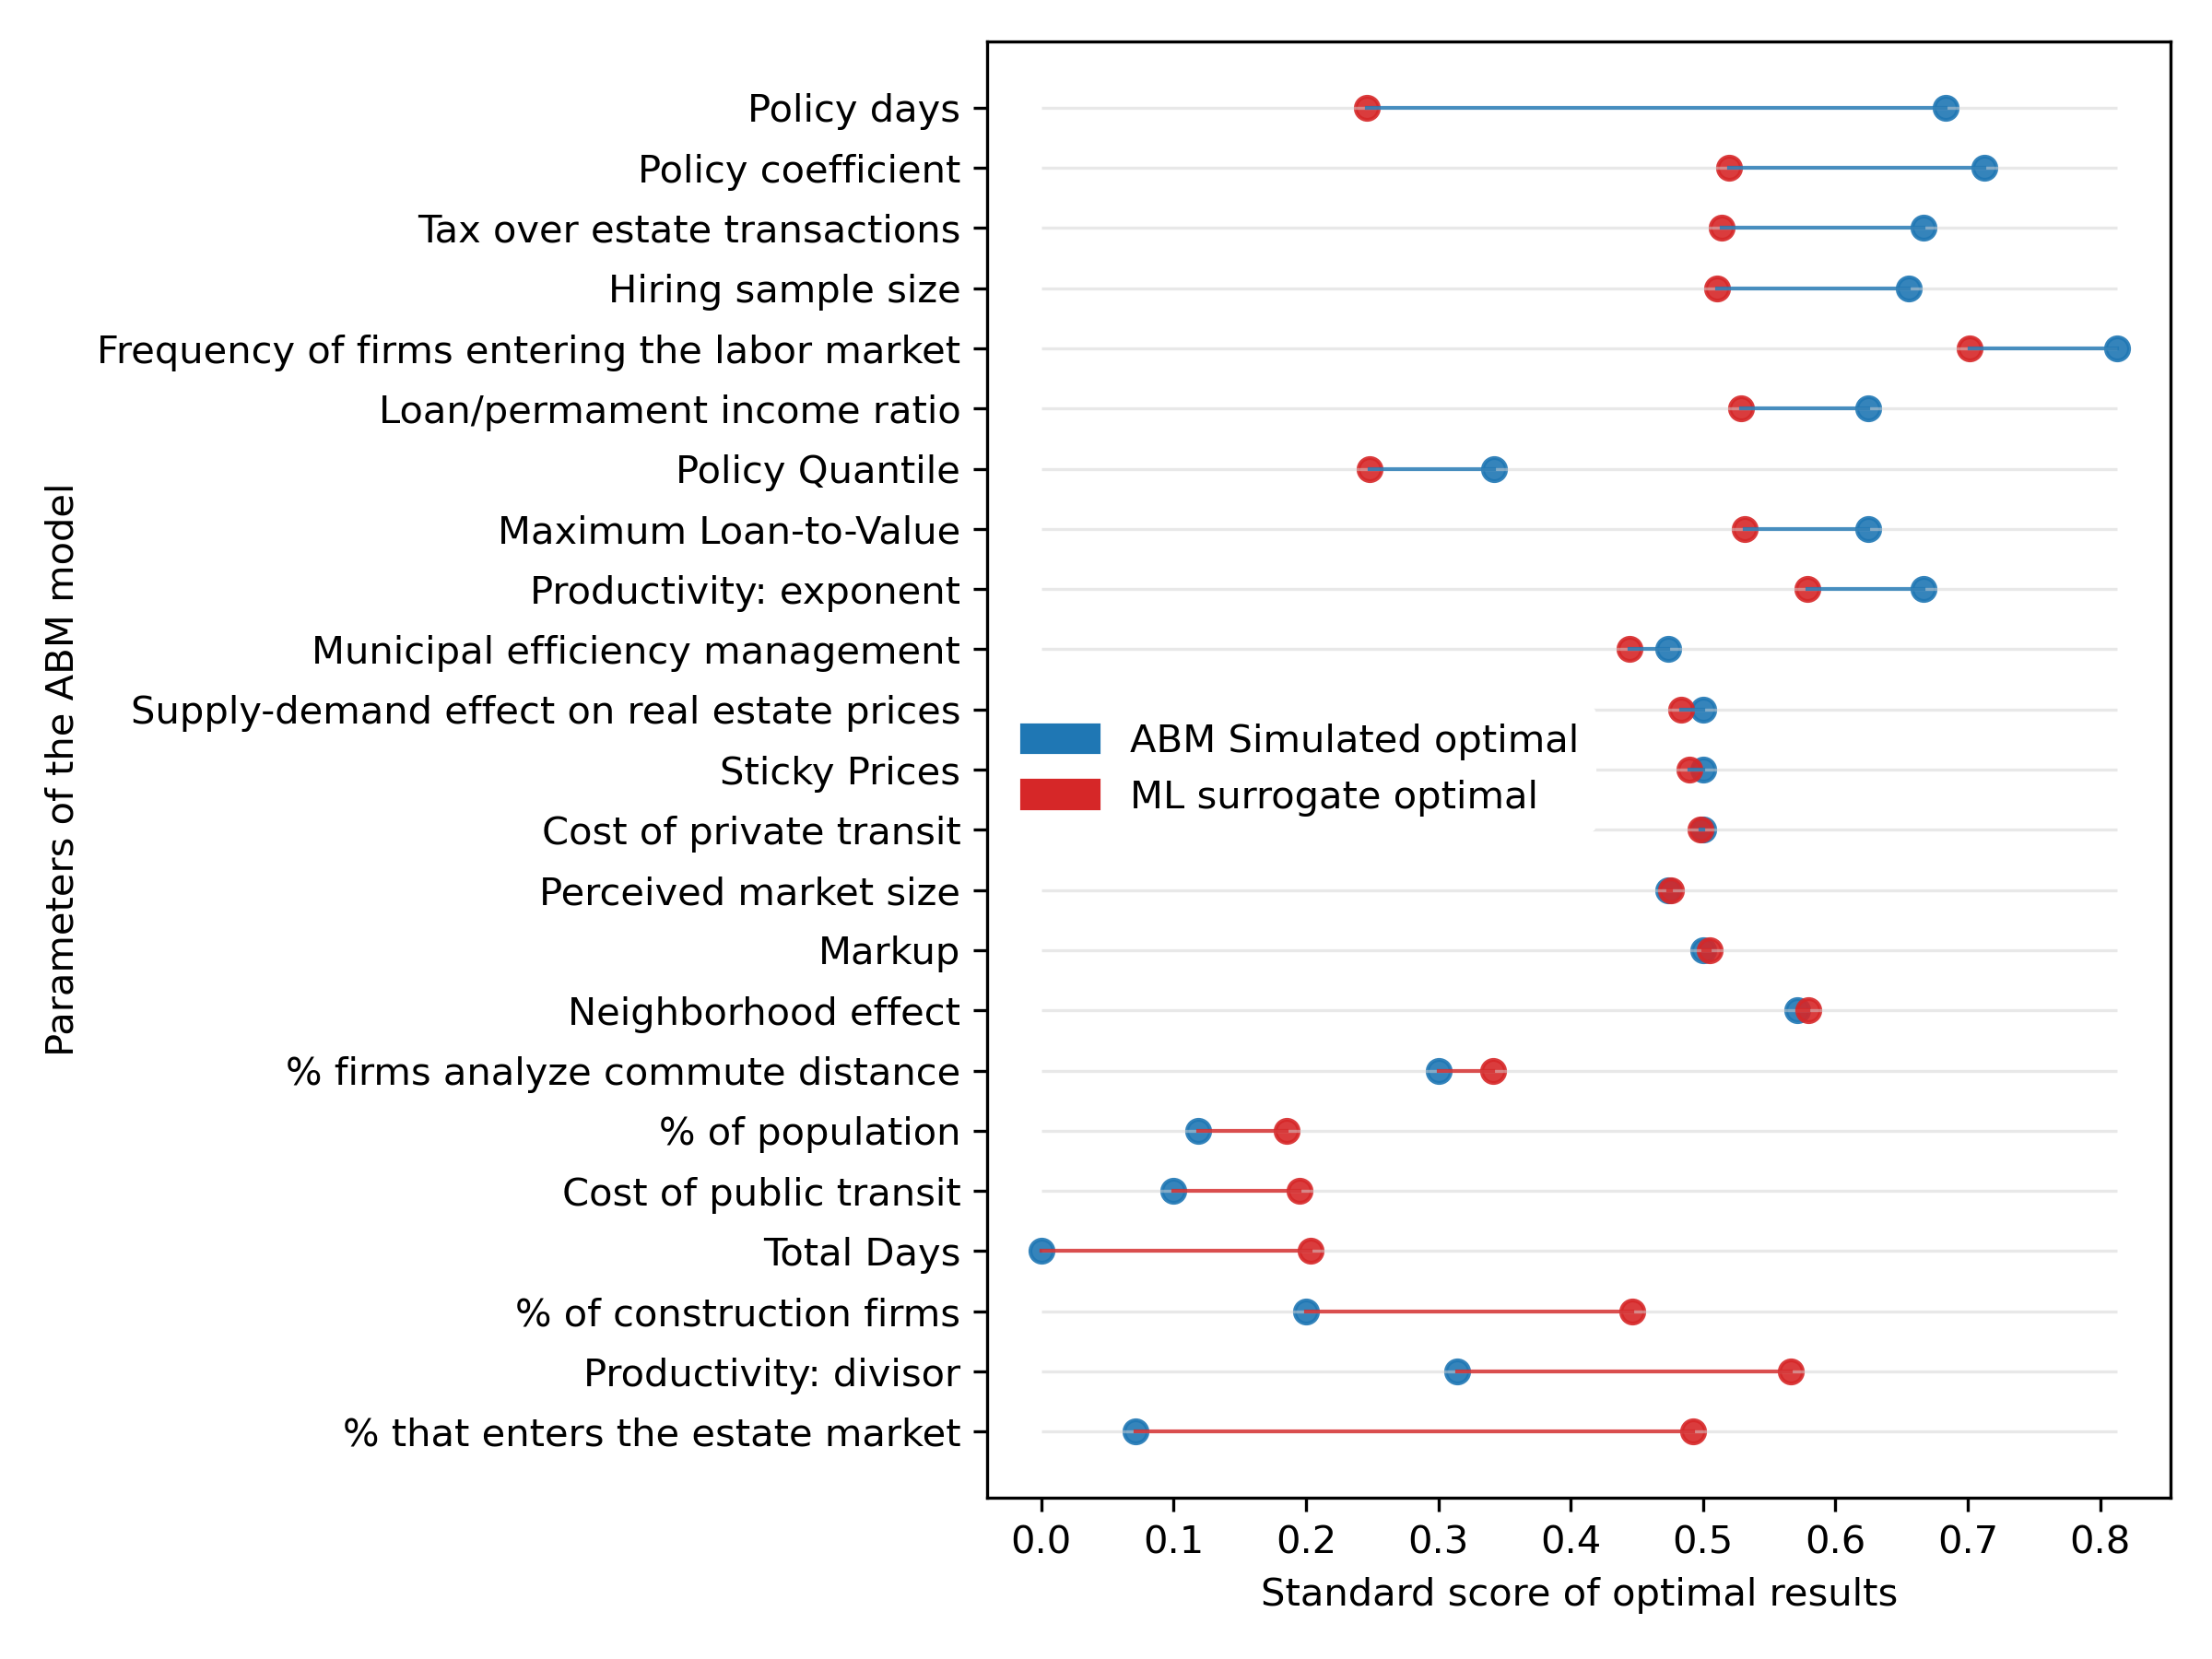 Policy days
Policy coefficient
Tax over estate transactions
Hiring sample size
Frequency of firms entering the labor market
Loan/permament income ratio
Policy Quantile
Maximum Loan-to-Value
Productivity: exponent
Municipal efficiency management
Supply-demand effect on real estate prices
Sticky Prices
Cost of private transit
Perceived market size
Markup
Neighborhood effect
% firms analyze commute distance
% of population
Cost of public transit
Total Days
% of construction firms
Productivity: divisor
% that enters the estate market
Parameters of the ABM model
ABM Simulated optimal
ML surrogate optimal
0.0 0.1 0.2 0.3 0.4 0.5 0.6 0.7 0.8
Standard score of optimal results